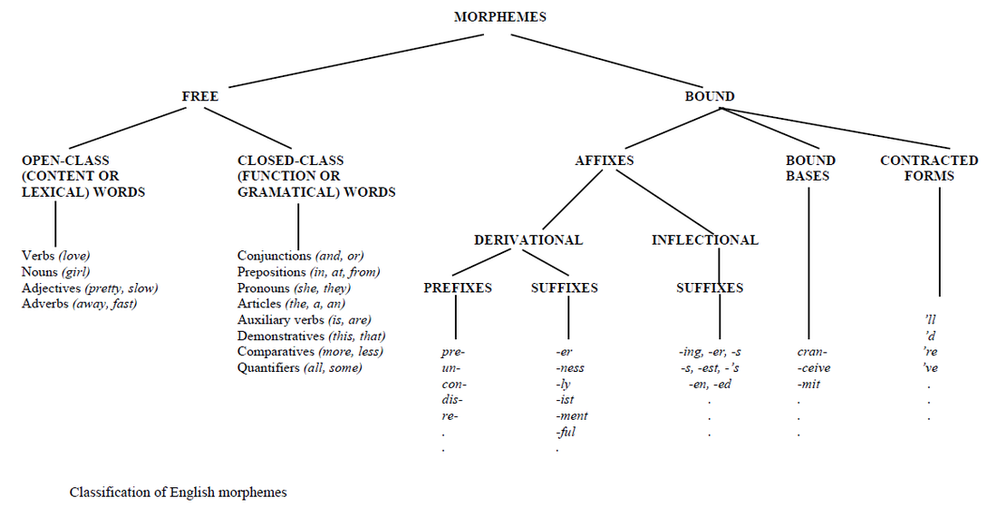 MORPHEMES
FREE
BOUND
OPEN-CLASS
(CONTENT OR
LEXICAL) WORDS
CLOSED-CLASS
(FUNCTION OR
GRAMATICAL) WORDS
AFFIXES
BOUND
BASES
CONTRACTED
FORMS
DERIVATIONAL
INFLECTIONAL
PREFIXES
SUFFIXES
SUFFIXES
Verbs (love)
Nouns (girl)
Adjectives (pretty, slow)
Adverbs (away, fast)
Conjunctions (and, or)
Prepositions (in, at, from)
Pronouns (she, they)
Articles (the, a, an)
Auxiliary verbs (is, are)
Demonstratives (this, that)
Comparatives (more, less)
Quantifiers (all, some)
pre-
un-
con-
dis-
re-
.
.
-er
-ness
-ly
-ist
-ment
-ful
.
-ing, -er, -s
-s, -est, -'s
-en, -ed
.
.
.
cran-
-ceive
-mit
.
.
.
'll
'd
're
've
.
.
.
Classification of English morphemes